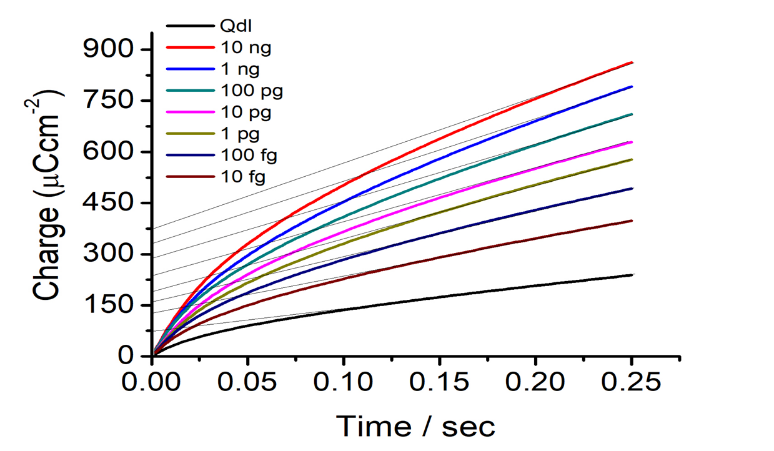 Qdl
10 ng
1 ng
100 pg
10 pg
1 pg
100 fg
10 fg
900
750
600
450
300
150
0
Charge (μCcm-2)
0.00 0.05 0.10 0.15 0.20 0.25
Time / sec